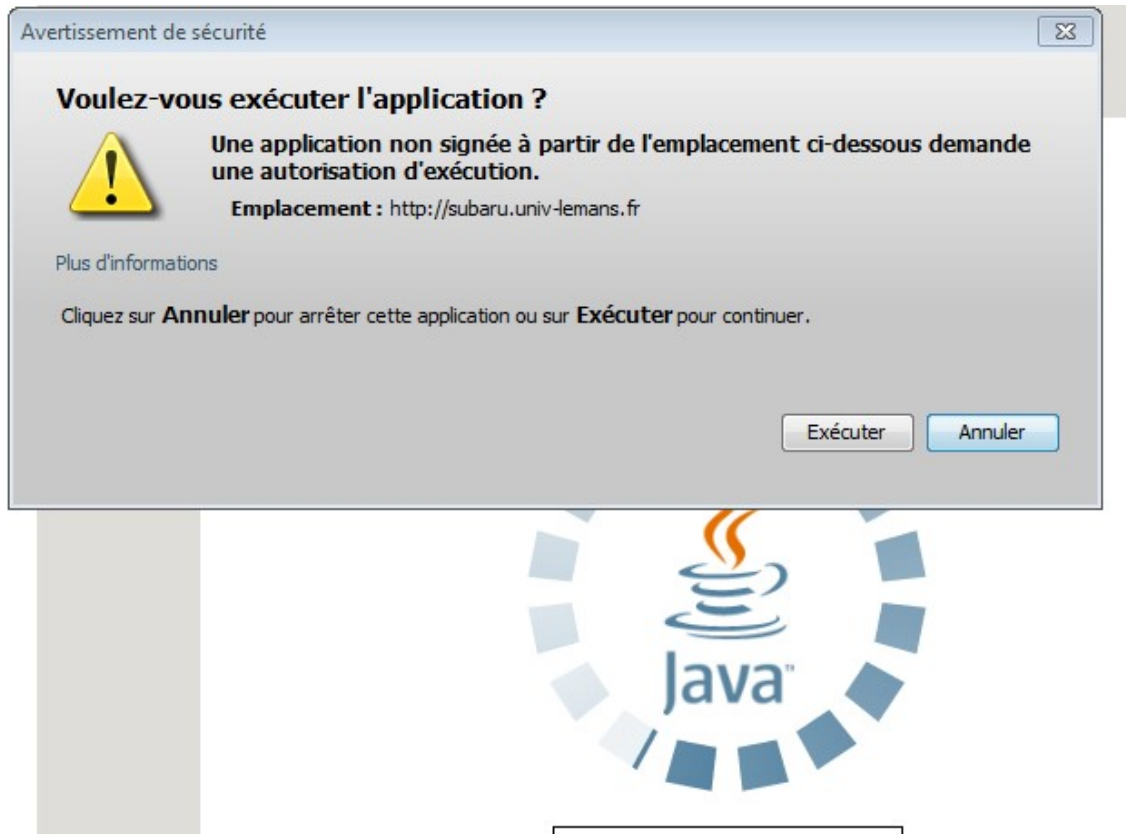 Avertissement de sécurité
Voulez-vous exécuter l'application ?
Une application non signée à partir de l'emplacement ci-dessous demande
une autorisation d'exécution.
Emplacement : http://subaru.univ-lemans.fr
Plus d'informations
Cliquez sur Annuler pour arrêter cette application ou sur Exécuter pour continuer.
Exécuter Annuler
Java™